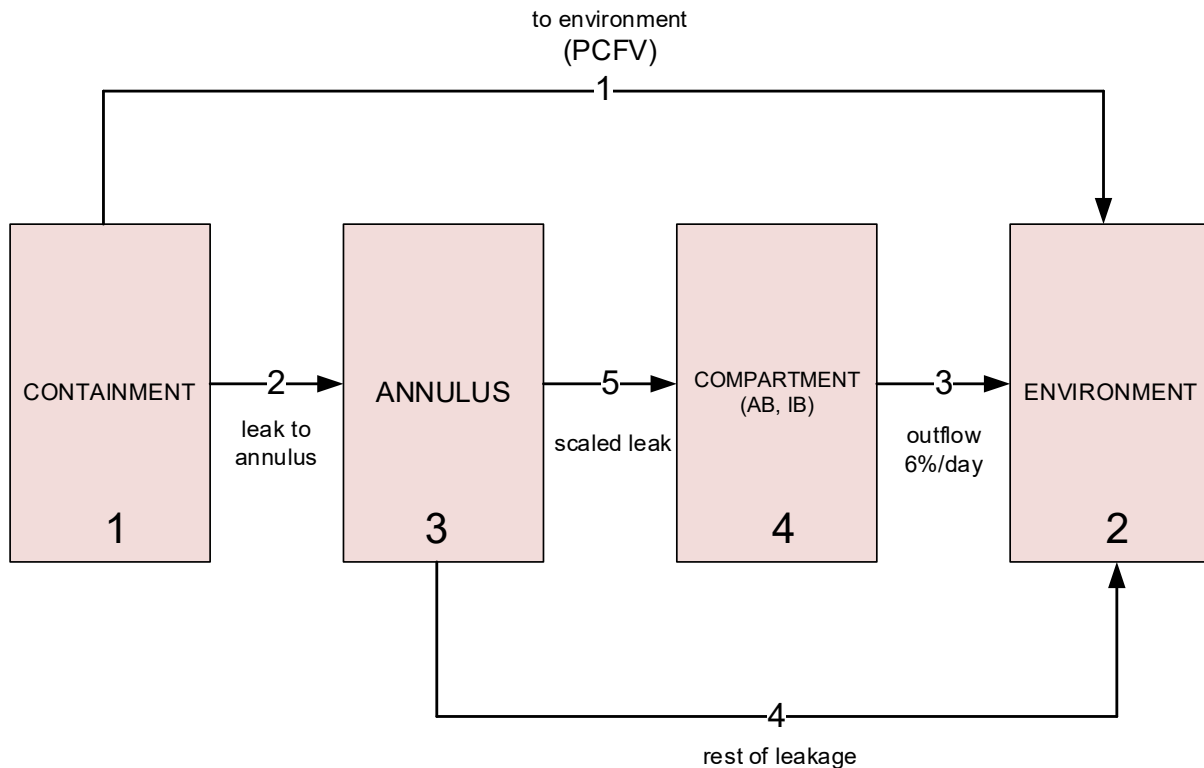 to environment
(PCFV)
1
CONTAINMENT
1
2
leak to
annulus
ANNULUS
3
5
scaled leak
COMPARTMENT
(AB, IB)
4
3
outflow
6%/day
ENVIRONMENT
2
4
rest of leakage